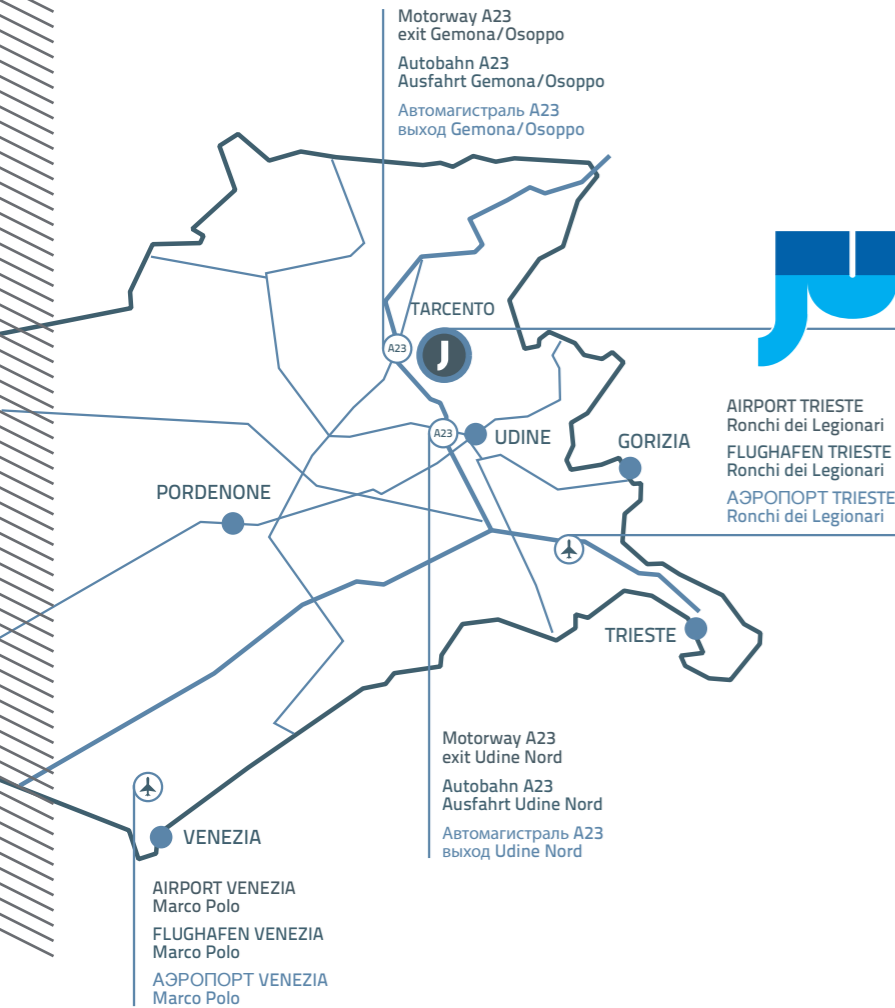 Motorway A23
exit Gemona/Osoppo
Autobahn A23
Ausfahrt Gemona/Osoppo
Автомагистраль A23
выход Gemona/Osoppo
TARCENTO
A23
J
A23
UDINE
GORIZIA
PORDENONE
AIRPORT TRIESTE
Ronchi dei Legionari
FLUGHAFEN TRIESTE
Ronchi dei Legionari
АЭРОПОРТ TRIESTE
Ronchi dei Legionari
TRIESTE
Motorway A23
exit Udine Nord
Autobahn A23
Ausfahrt Udine Nord
Автомагистраль A23
выход Udine Nord
VENEZIA
AIRPORT VENEZIA
Marco Polo
FLUGHAFEN VENEZIA
Marco Polo
АЭРОПОРТ VENEZIA
Marco Polo